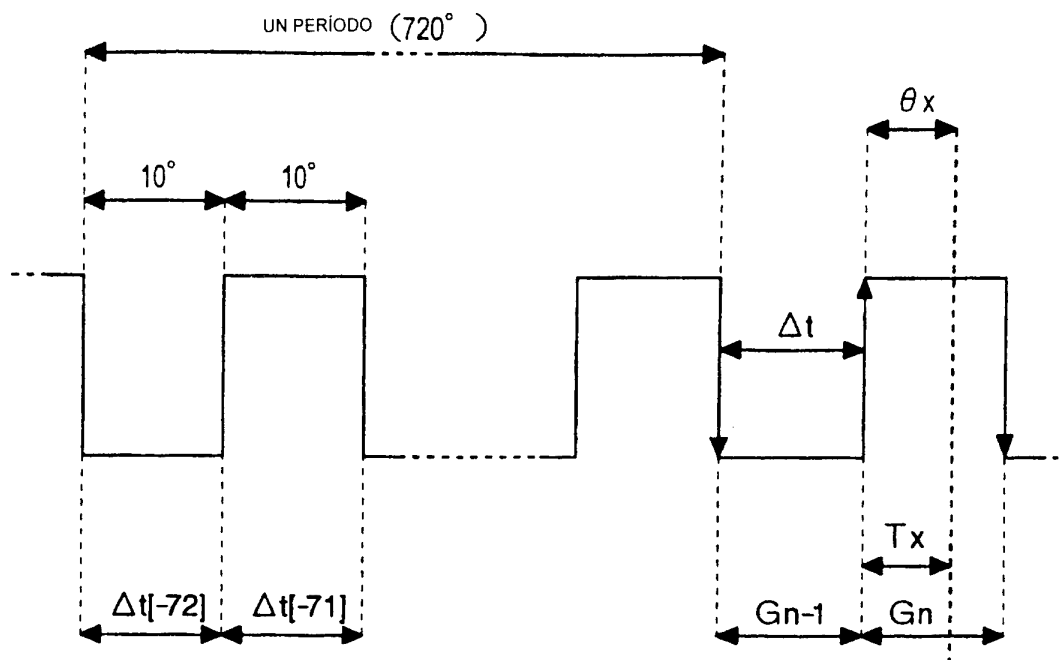 UN PERÍODO (720°)
θx
10° 10°
Δt
Tx
Δt[-72] Δt[-71] Gn-1 Gn